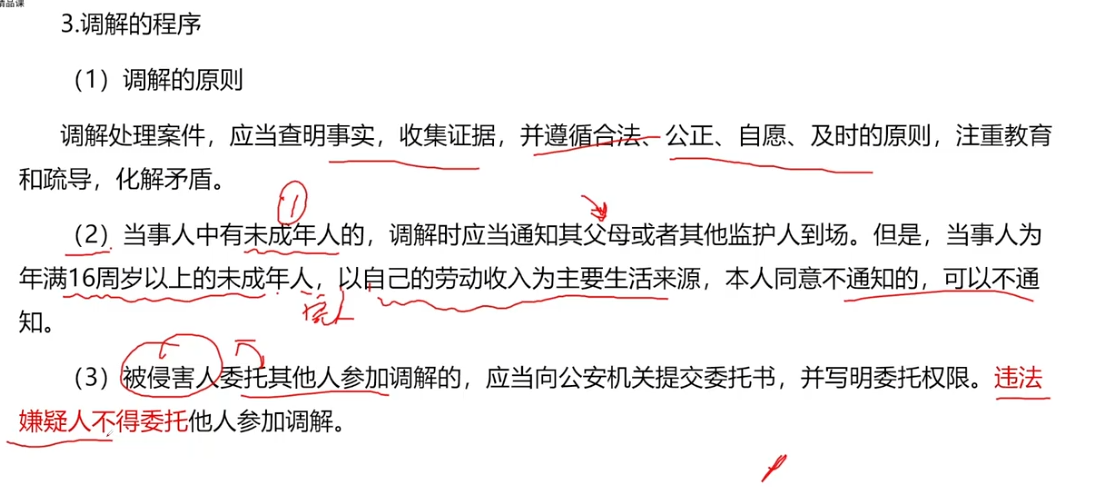 精品课
3.调解的程序
（1）调解的原则
调解处理案件，应当查明事实，收集证据，并遵循合法、公正、自愿、及时的原则，注重教育
和疏导，化解矛盾。
1
（2）当事人中有未成年人的，调解时应当通知其父母或者其他监护人到场。但是，当事人为
年满16周岁以上的未成年人，以自己的劳动收入为主要生活来源，本人同意不通知的，可以不通
知。
（3）被侵害人委托其他人参加调解的，应当向公安机关提交委托书，并写明委托权限。违法
嫌疑人不得委托他人参加调解。